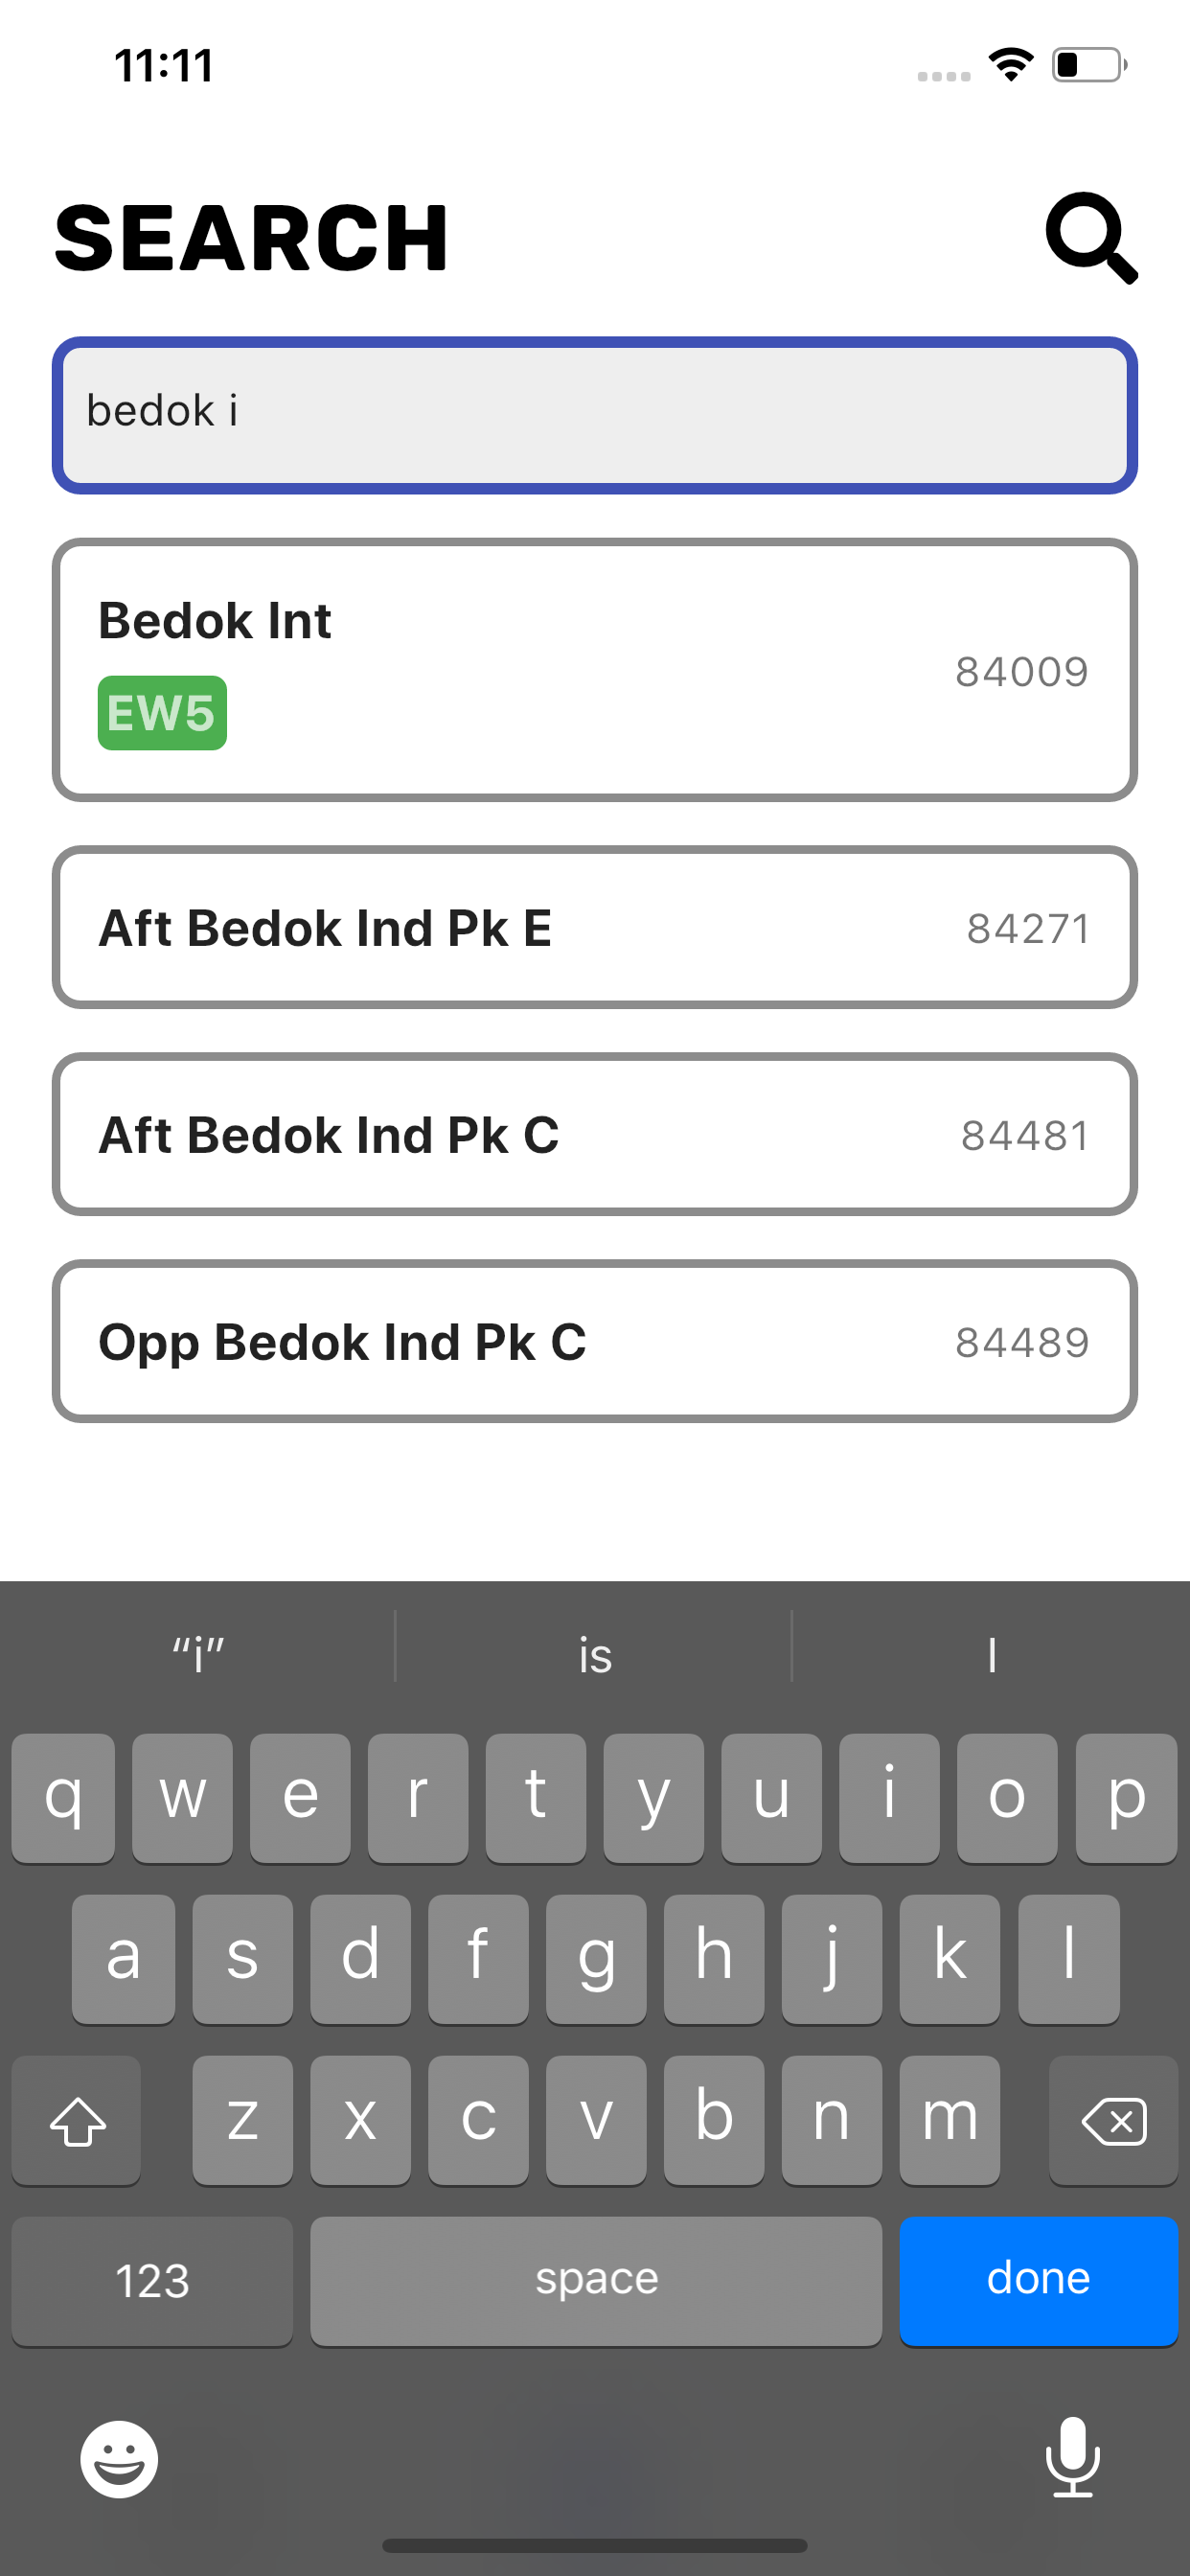 11:11
SEARCH
bedok i
Bedok Int
EW5
84009
Aft Bedok Ind Pk E
84271
Aft Bedok Ind Pk C
84481
Opp Bedok Ind Pk C
84489
“i” is I
q w e r t y u i o p
a s d f g h j k l
z x c v b n m
123 space done